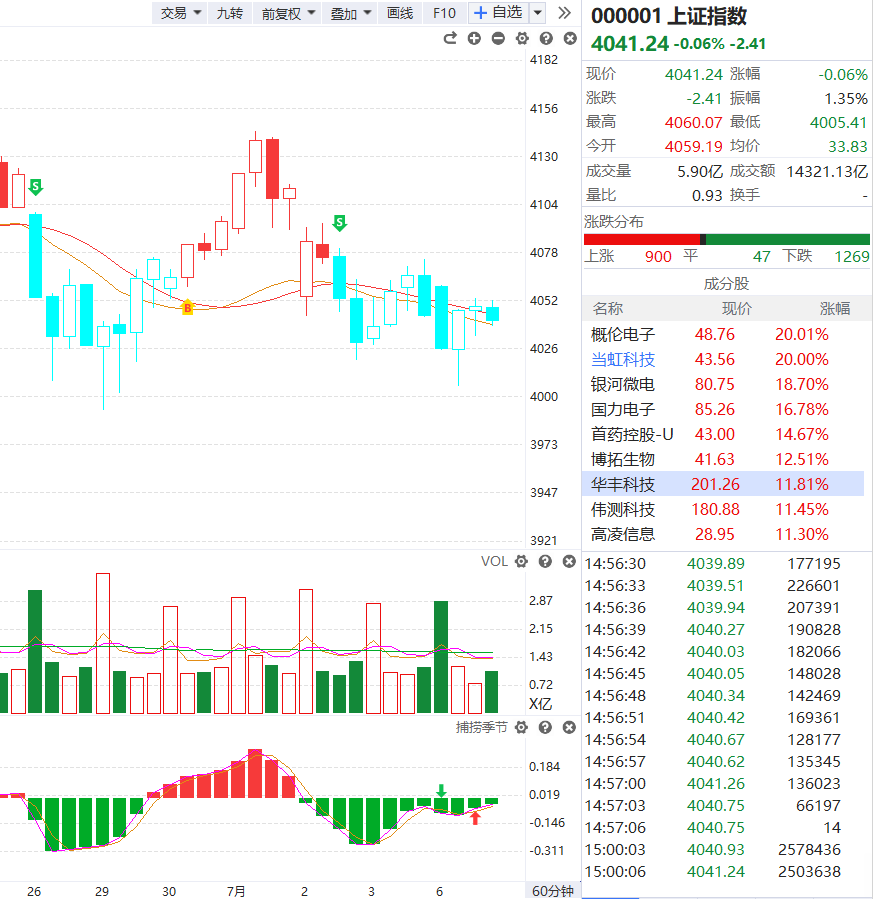 交易 九转 前复权 叠加 画线 F10 + 自选
4182
4156
4130
4104
4078
4052
4026
4000
3973
3947
3921
S
S
B
VOL
2.87
2.15
1.43
0.72
X亿
捕捞季节
0.184
0.019
-0.146
-0.311
26 29 30 7月 2 3 6 60分钟
000001 上证指数
4041.24 -0.06% -2.41
现价 4041.24 涨幅 -0.06%
涨跌 -2.41 振幅 1.35%
最高 4060.07 最低 4005.41
今开 4059.19 均价 33.83
成交量 5.90亿 成交额 14321.13亿
量比 0.93 换手 -
涨跌分布
上涨 900 平 47 下跌 1269
成分股
名称 现价 涨幅
概伦电子 48.76 20.01%
当虹科技 43.56 20.00%
银河微电 80.75 18.70%
国力电子 85.26 16.78%
首药控股-U 43.00 14.67%
博拓生物 41.63 12.51%
华丰科技 201.26 11.81%
伟测科技 180.88 11.45%
高凌信息 28.95 11.30%
14:56:30 4039.89 177195
14:56:33 4039.51 226601
14:56:36 4039.94 207391
14:56:39 4040.27 190828
14:56:42 4040.03 182066
14:56:45 4040.05 148028
14:56:48 4040.34 142469
14:56:51 4040.42 169361
14:56:54 4040.67 128177
14:56:57 4040.62 135345
14:57:00 4041.26 136023
14:57:03 4040.75 66197
14:57:06 4040.75 14
15:00:03 4040.93 2578436
15:00:06 4041.24 2503638